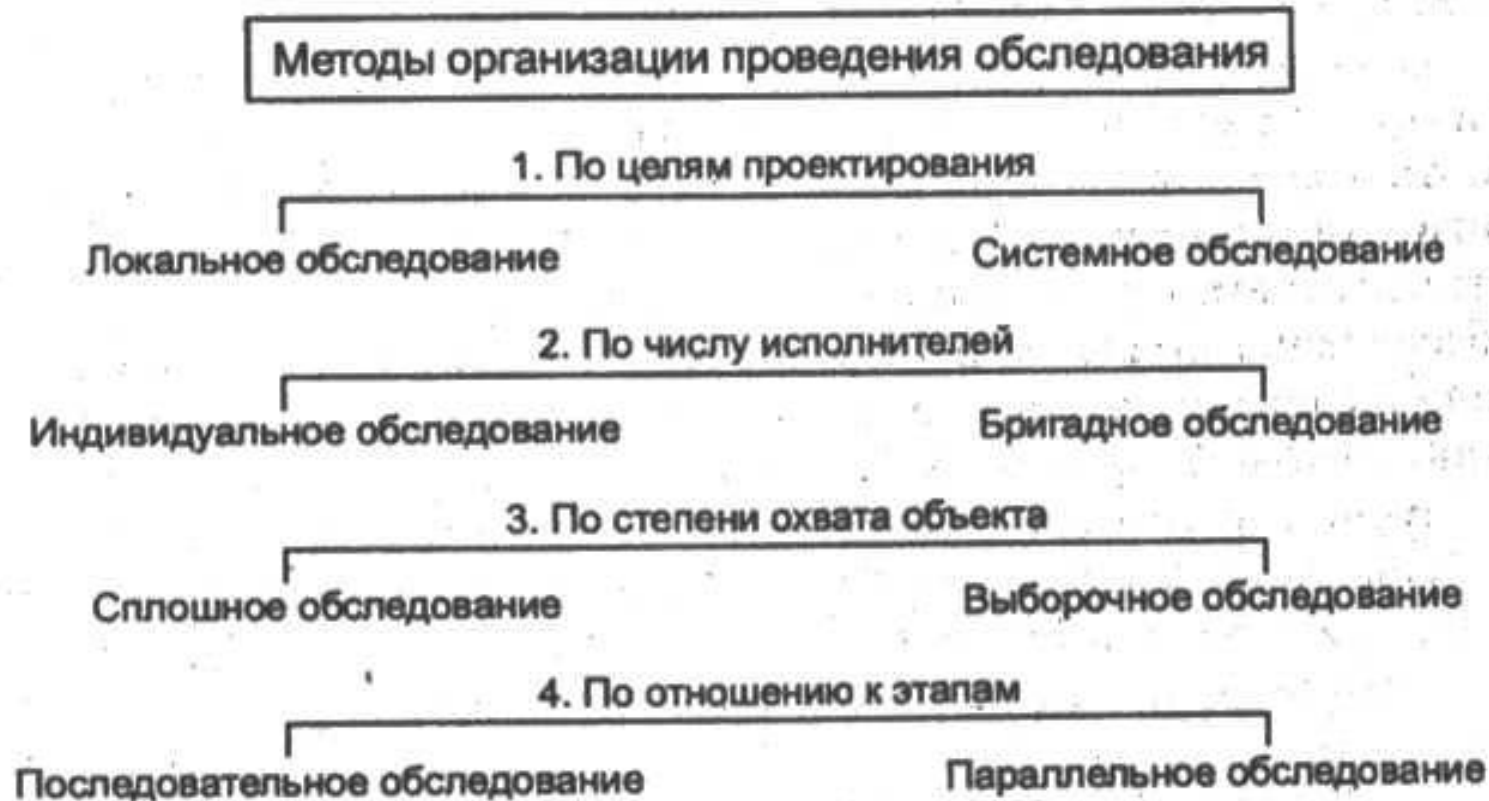 Методы организации проведения обследования
1. По целям проектирования
Локальное обследование
Системное обследование
2. По числу исполнителей
Индивидуальное обследование
Бригадное обследование
3. По степени охвата объекта
Сплошное обследование
Выборочное обследование
4. По отношению к этапам
Последовательное обследование
Параллельное обследование